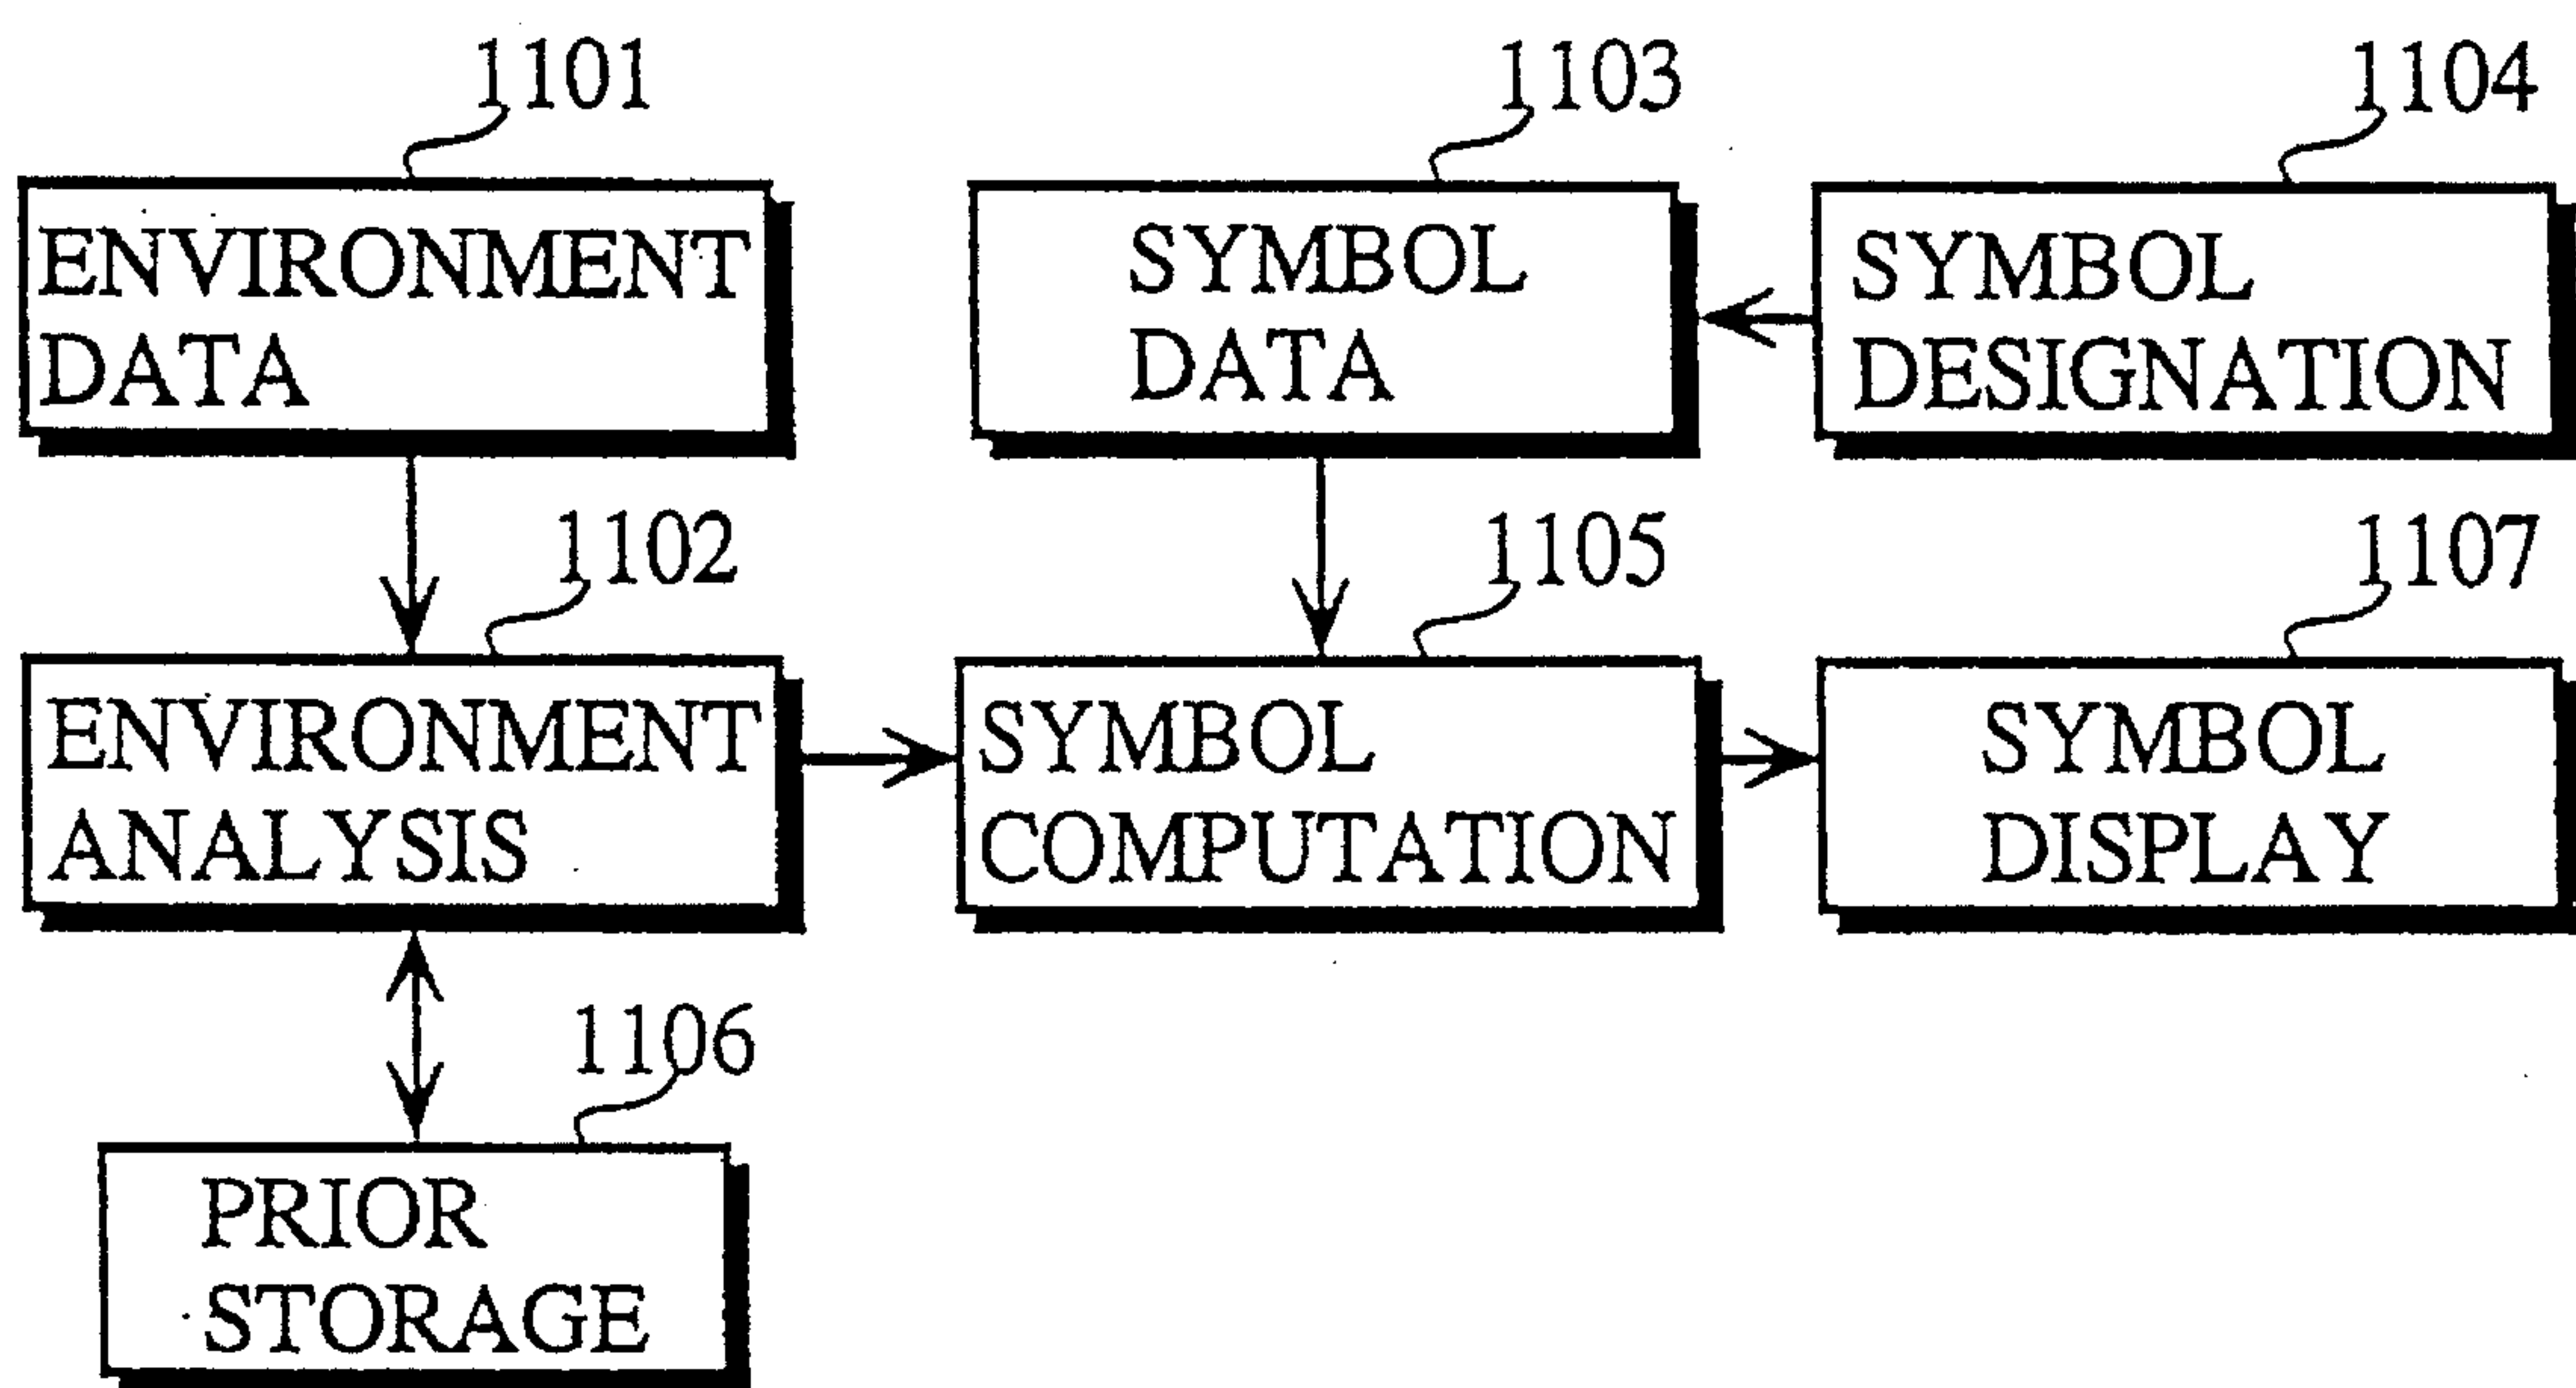 1101
ENVIRONMENT
DATA
1103
SYMBOL
DATA
1104
SYMBOL
DESIGNATION
1102
ENVIRONMENT
ANALYSIS
1105
SYMBOL
COMPUTATION
1107
SYMBOL
DISPLAY
1106
PRIOR
STORAGE